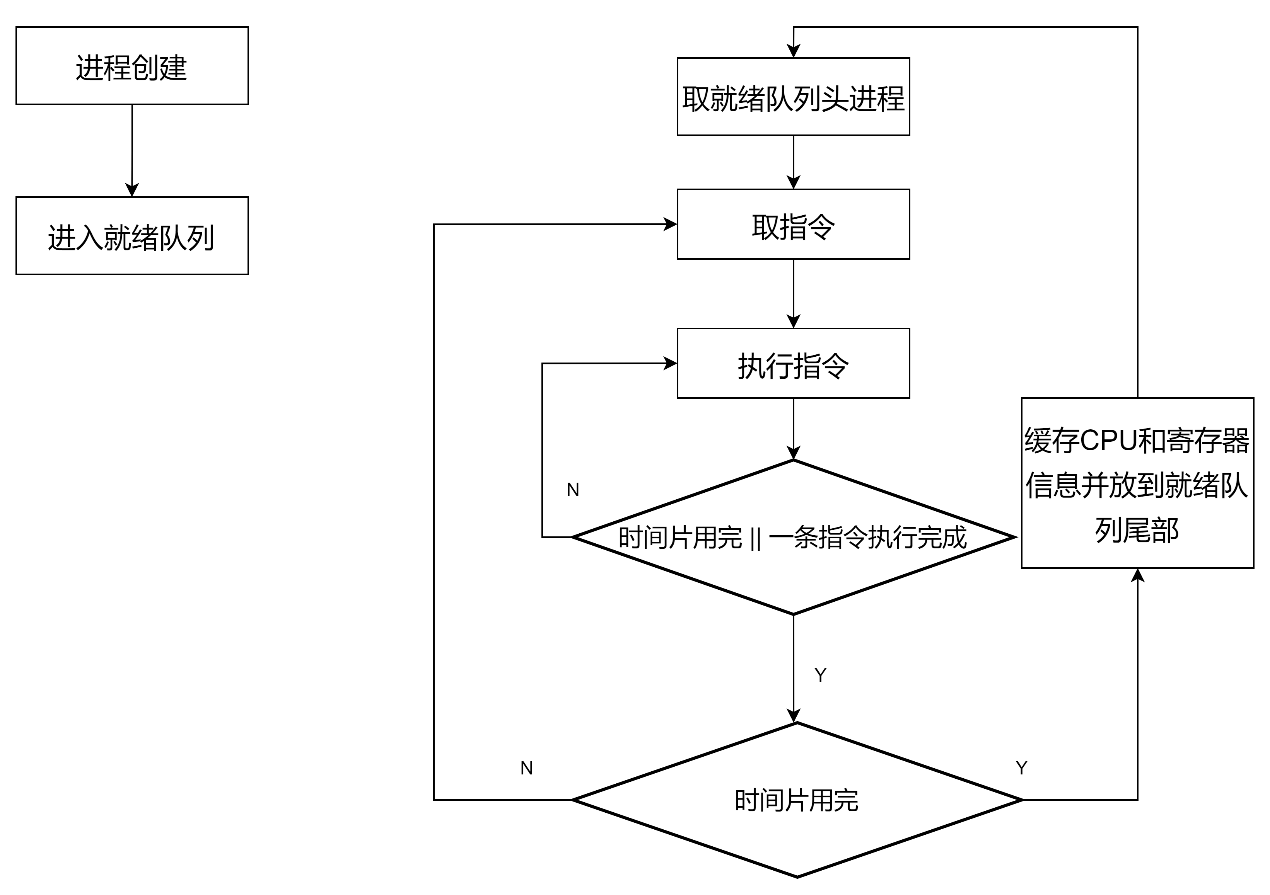 进程创建
进入就绪队列
取就绪队列头进程
取指令
执行指令
N
时间片用完 || 一条指令执行完成
缓存CPU和寄存器
信息并放到就绪队
列尾部
Y
N
时间片用完
Y